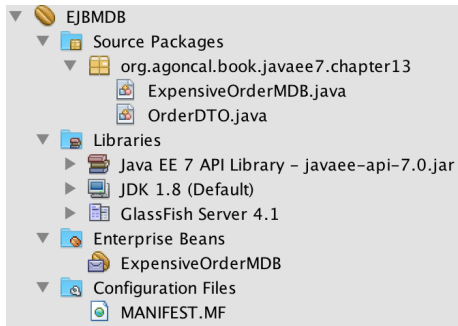 EJBMDB
Source Packages
org.agoncal.book.javaee7.chapter13
ExpensiveOrderMDB.java
OrderDTO.java
Libraries
Java EE 7 API Library - javaee-api-7.0.jar
JDK 1.8 (Default)
GlassFish Server 4.1
Enterprise Beans
ExpensiveOrderMDB
Configuration Files
MANIFEST.MF